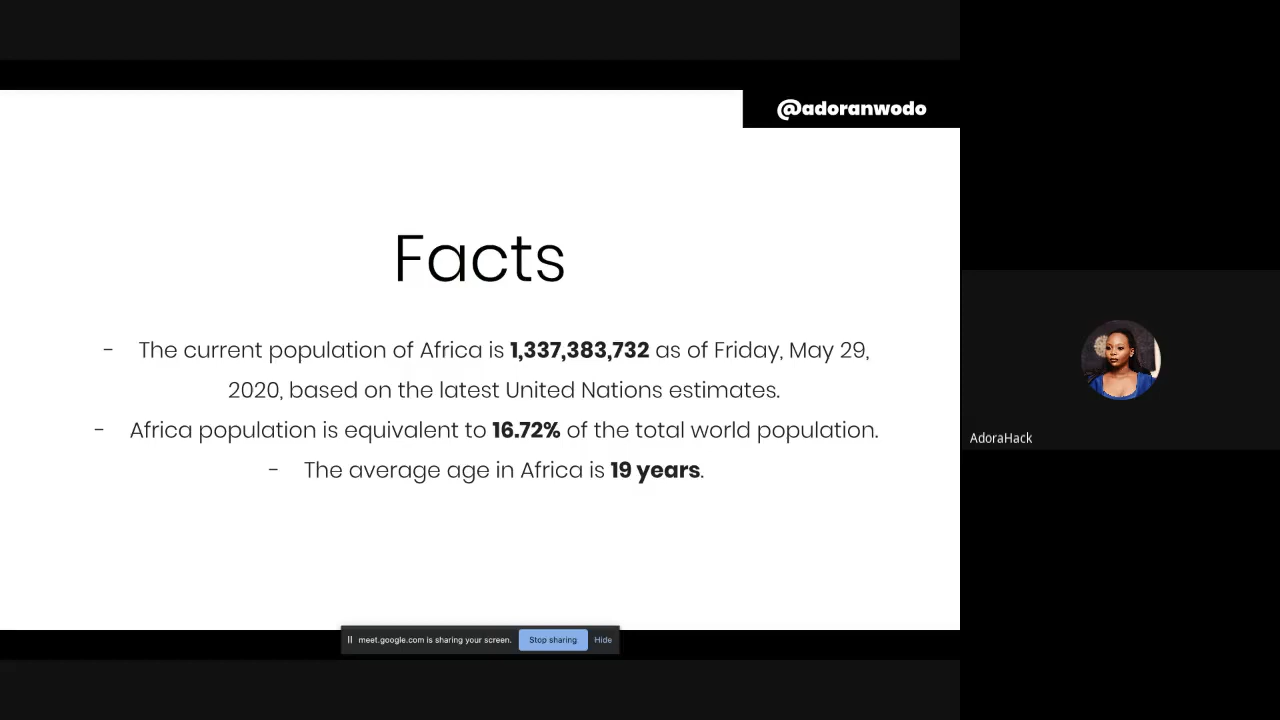 @adoranwodo
Facts
- The current population of Africa is 1,337,383,732 as of Friday, May 29,
2020, based on the latest United Nations estimates.
- Africa population is equivalent to 16.72% of the total world population.
- The average age in Africa is 19 years.
AdoraHack
meet.google.com is sharing your screen. Stop sharing Hide